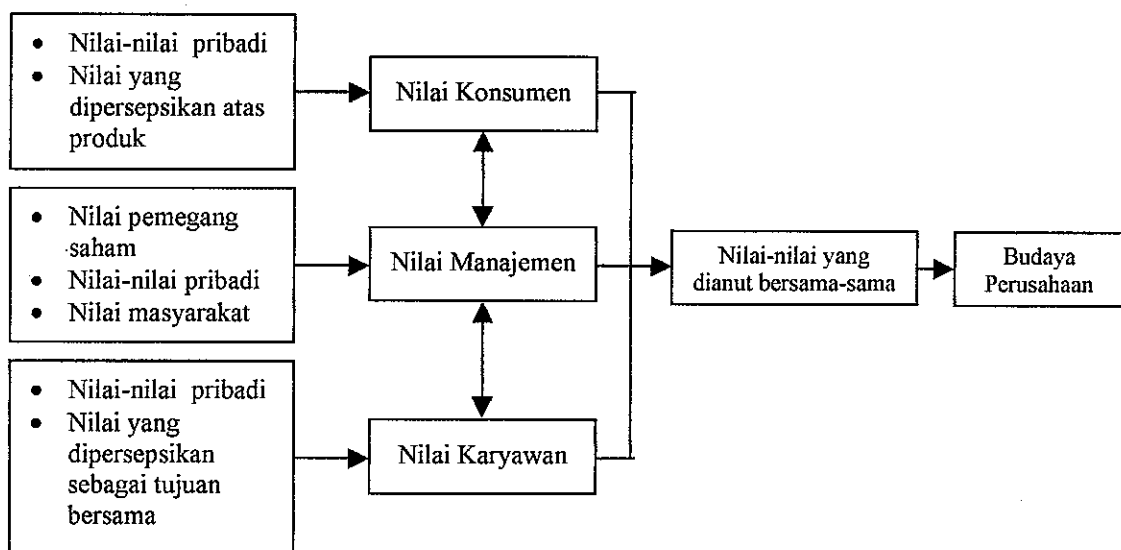 • Nilai-nilai pribadi
• Nilai yang
dipersepsikan atas
produk
Nilai Konsumen
• Nilai pemegang
saham
• Nilai-nilai pribadi
• Nilai masyarakat
Nilai Manajemen
Nilai-nilai yang
dianut bersama-sama
Budaya
Perusahaan
• Nilai-nilai pribadi
• Nilai yang
dipersepsikan
sebagai tujuan
bersama
Nilai Karyawan